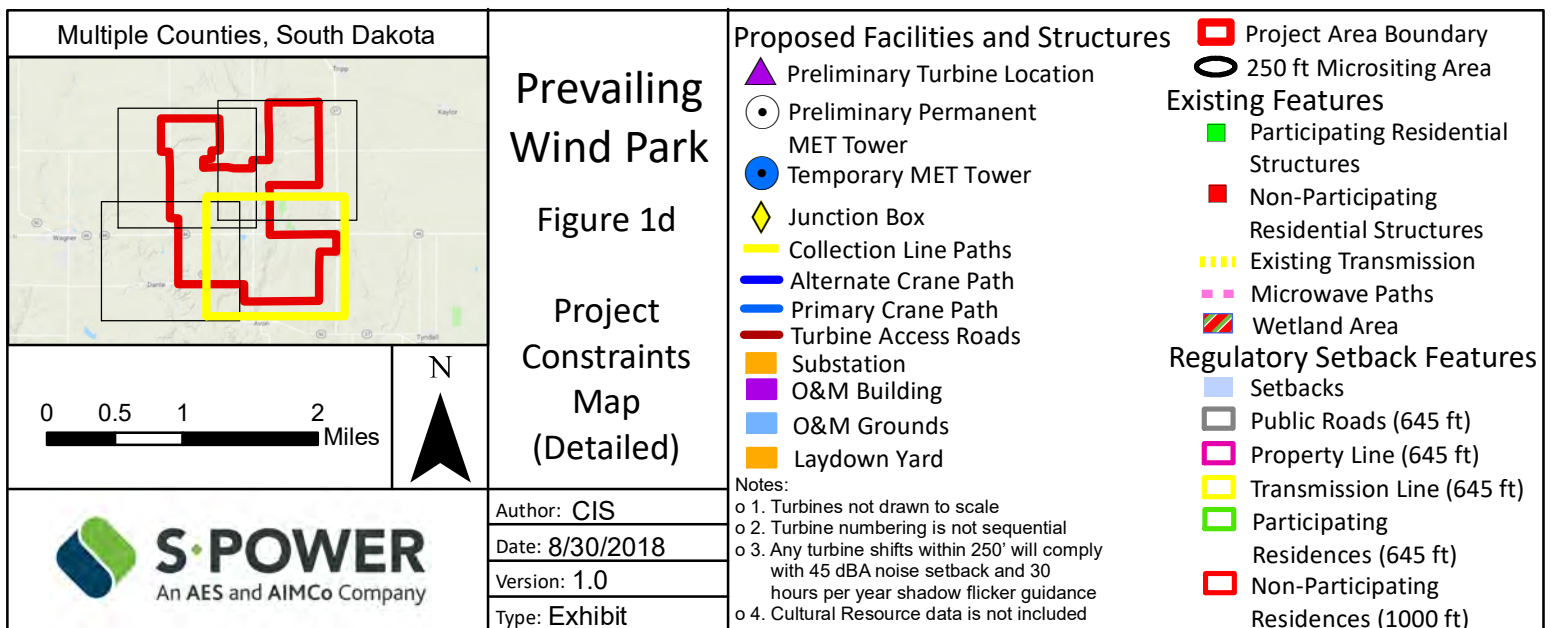 Multiple Counties, South Dakota
Tripp
Kaylor
Wagner
Dante
Avon
Tyndall
0 0.5 1 2
Miles
N
S·POWER
An AES and AIMCo Company
Prevailing
Wind Park
Figure 1d
Project
Constraints
Map
(Detailed)
Author: CIS
Date: 8/30/2018
Version: 1.0
Type: Exhibit
Proposed Facilities and Structures
Preliminary Turbine Location
Preliminary Permanent
MET Tower
Temporary MET Tower
Junction Box
Collection Line Paths
Alternate Crane Path
Primary Crane Path
Turbine Access Roads
Substation
O&M Building
O&M Grounds
Laydown Yard
Notes:
o 1. Turbines not drawn to scale
o 2. Turbine numbering is not sequential
o 3. Any turbine shifts within 250' will comply
with 45 dBA noise setback and 30
hours per year shadow flicker guidance
o 4. Cultural Resource data is not included
Project Area Boundary
250 ft Micrositing Area
Existing Features
Participating Residential
Structures
Non-Participating
Residential Structures
Existing Transmission
Microwave Paths
Wetland Area
Regulatory Setback Features
Setbacks
Public Roads (645 ft)
Property Line (645 ft)
Transmission Line (645 ft)
Participating
Residences (645 ft)
Non-Participating
Residences (1000 ft)